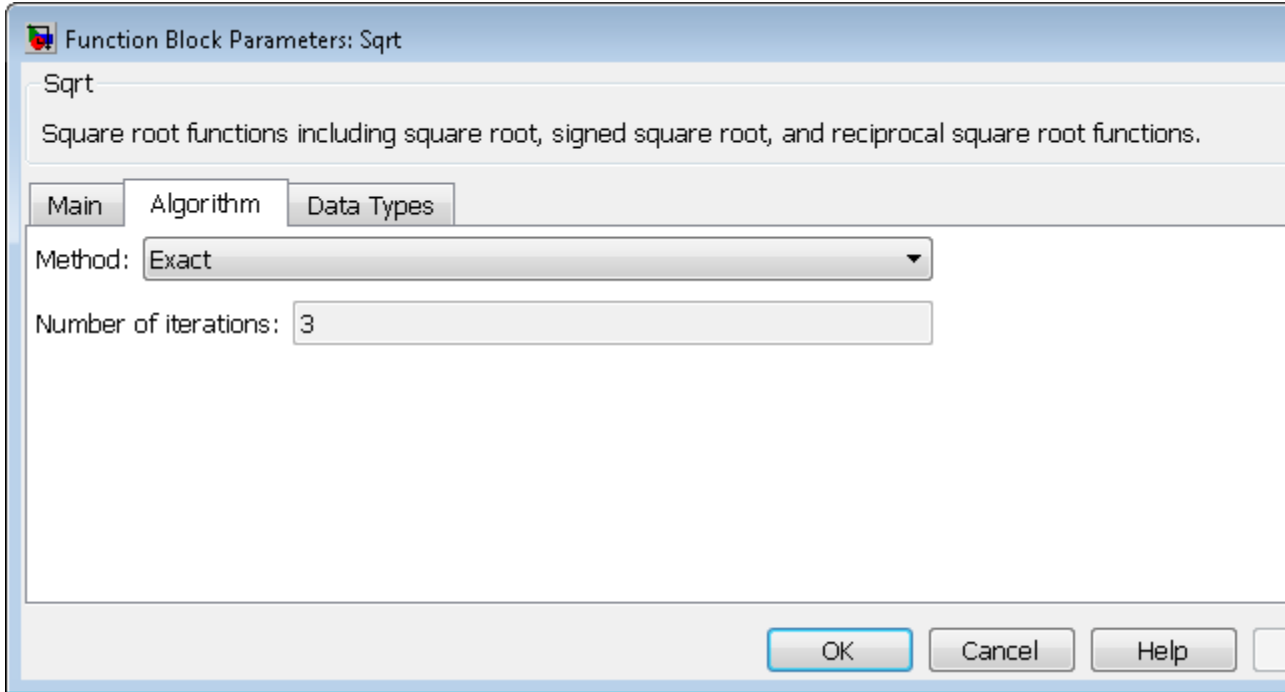 Function Block Parameters: Sqrt
Sqrt
Square root functions including square root, signed square root, and reciprocal square root functions.
Main Algorithm Data Types
Method: Exact
Number of iterations: 3
OK Cancel Help